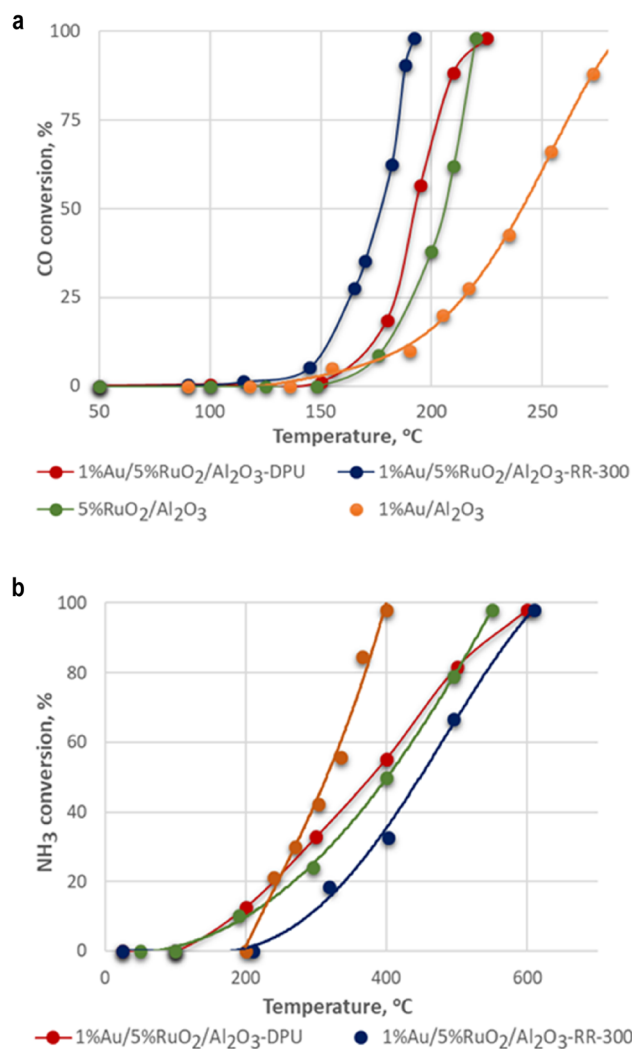 a
100
75
50
25
0
CO conversion, %
50
100
150
200
250
Temperature, °C
1%Au/5%RuO₂/Al₂O₃-DPU
1%Au/5%RuO₂/Al₂O₃-RR-300
5%RuO₂/Al₂O₃
1%Au/Al₂O₃
b
100
80
60
40
20
0
NH₃ conversion, %
0
200
400
600
Temperature, °C
1%Au/5%RuO₂/Al₂O₃-DPU
1%Au/5%RuO₂/Al₂O₃-RR-300